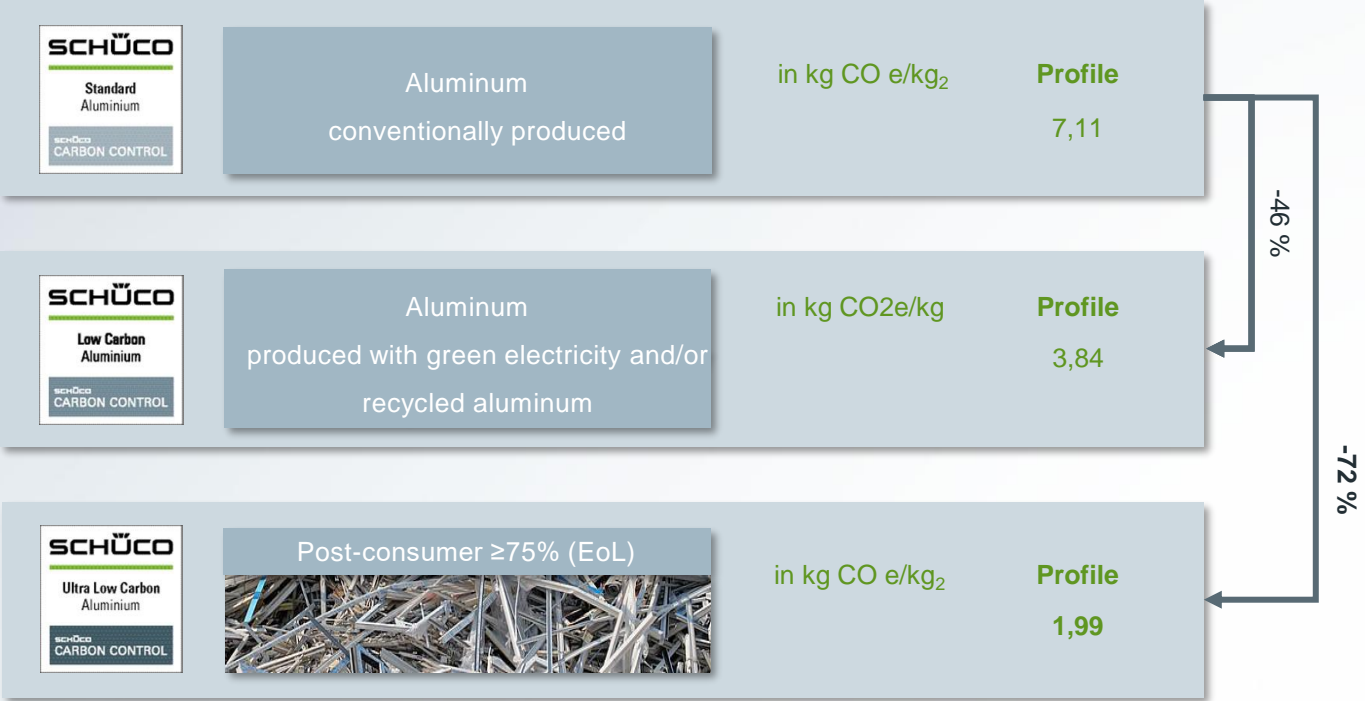 SCHÜCO
Standard
Aluminium
SCHÜCO
CARBON CONTROL
Aluminum
conventionally produced
in kg CO e/kg₂
Profile
7,11
-46 %
SCHÜCO
Low Carbon
Aluminium
SCHÜCO
CARBON CONTROL
Aluminum
produced with green electricity and/or
recycled aluminum
in kg CO2e/kg
Profile
3,84
-72 %
SCHÜCO
Ultra Low Carbon
Aluminium
SCHÜCO
CARBON CONTROL
Post-consumer ≥75% (EoL)
in kg CO e/kg₂
Profile
1,99